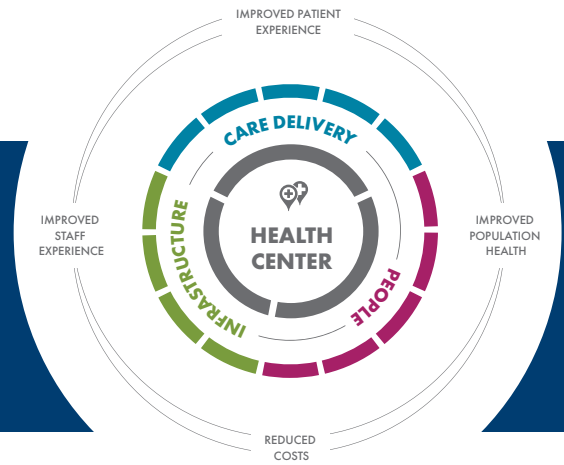 IMPROVED PATIENT
EXPERIENCE
CARE DELIVERY
INFRASTRUCTURE
HEALTH
CENTER
PEOPLE
IMPROVED
STAFF
EXPERIENCE
IMPROVED
POPULATION
HEALTH
REDUCED
COSTS